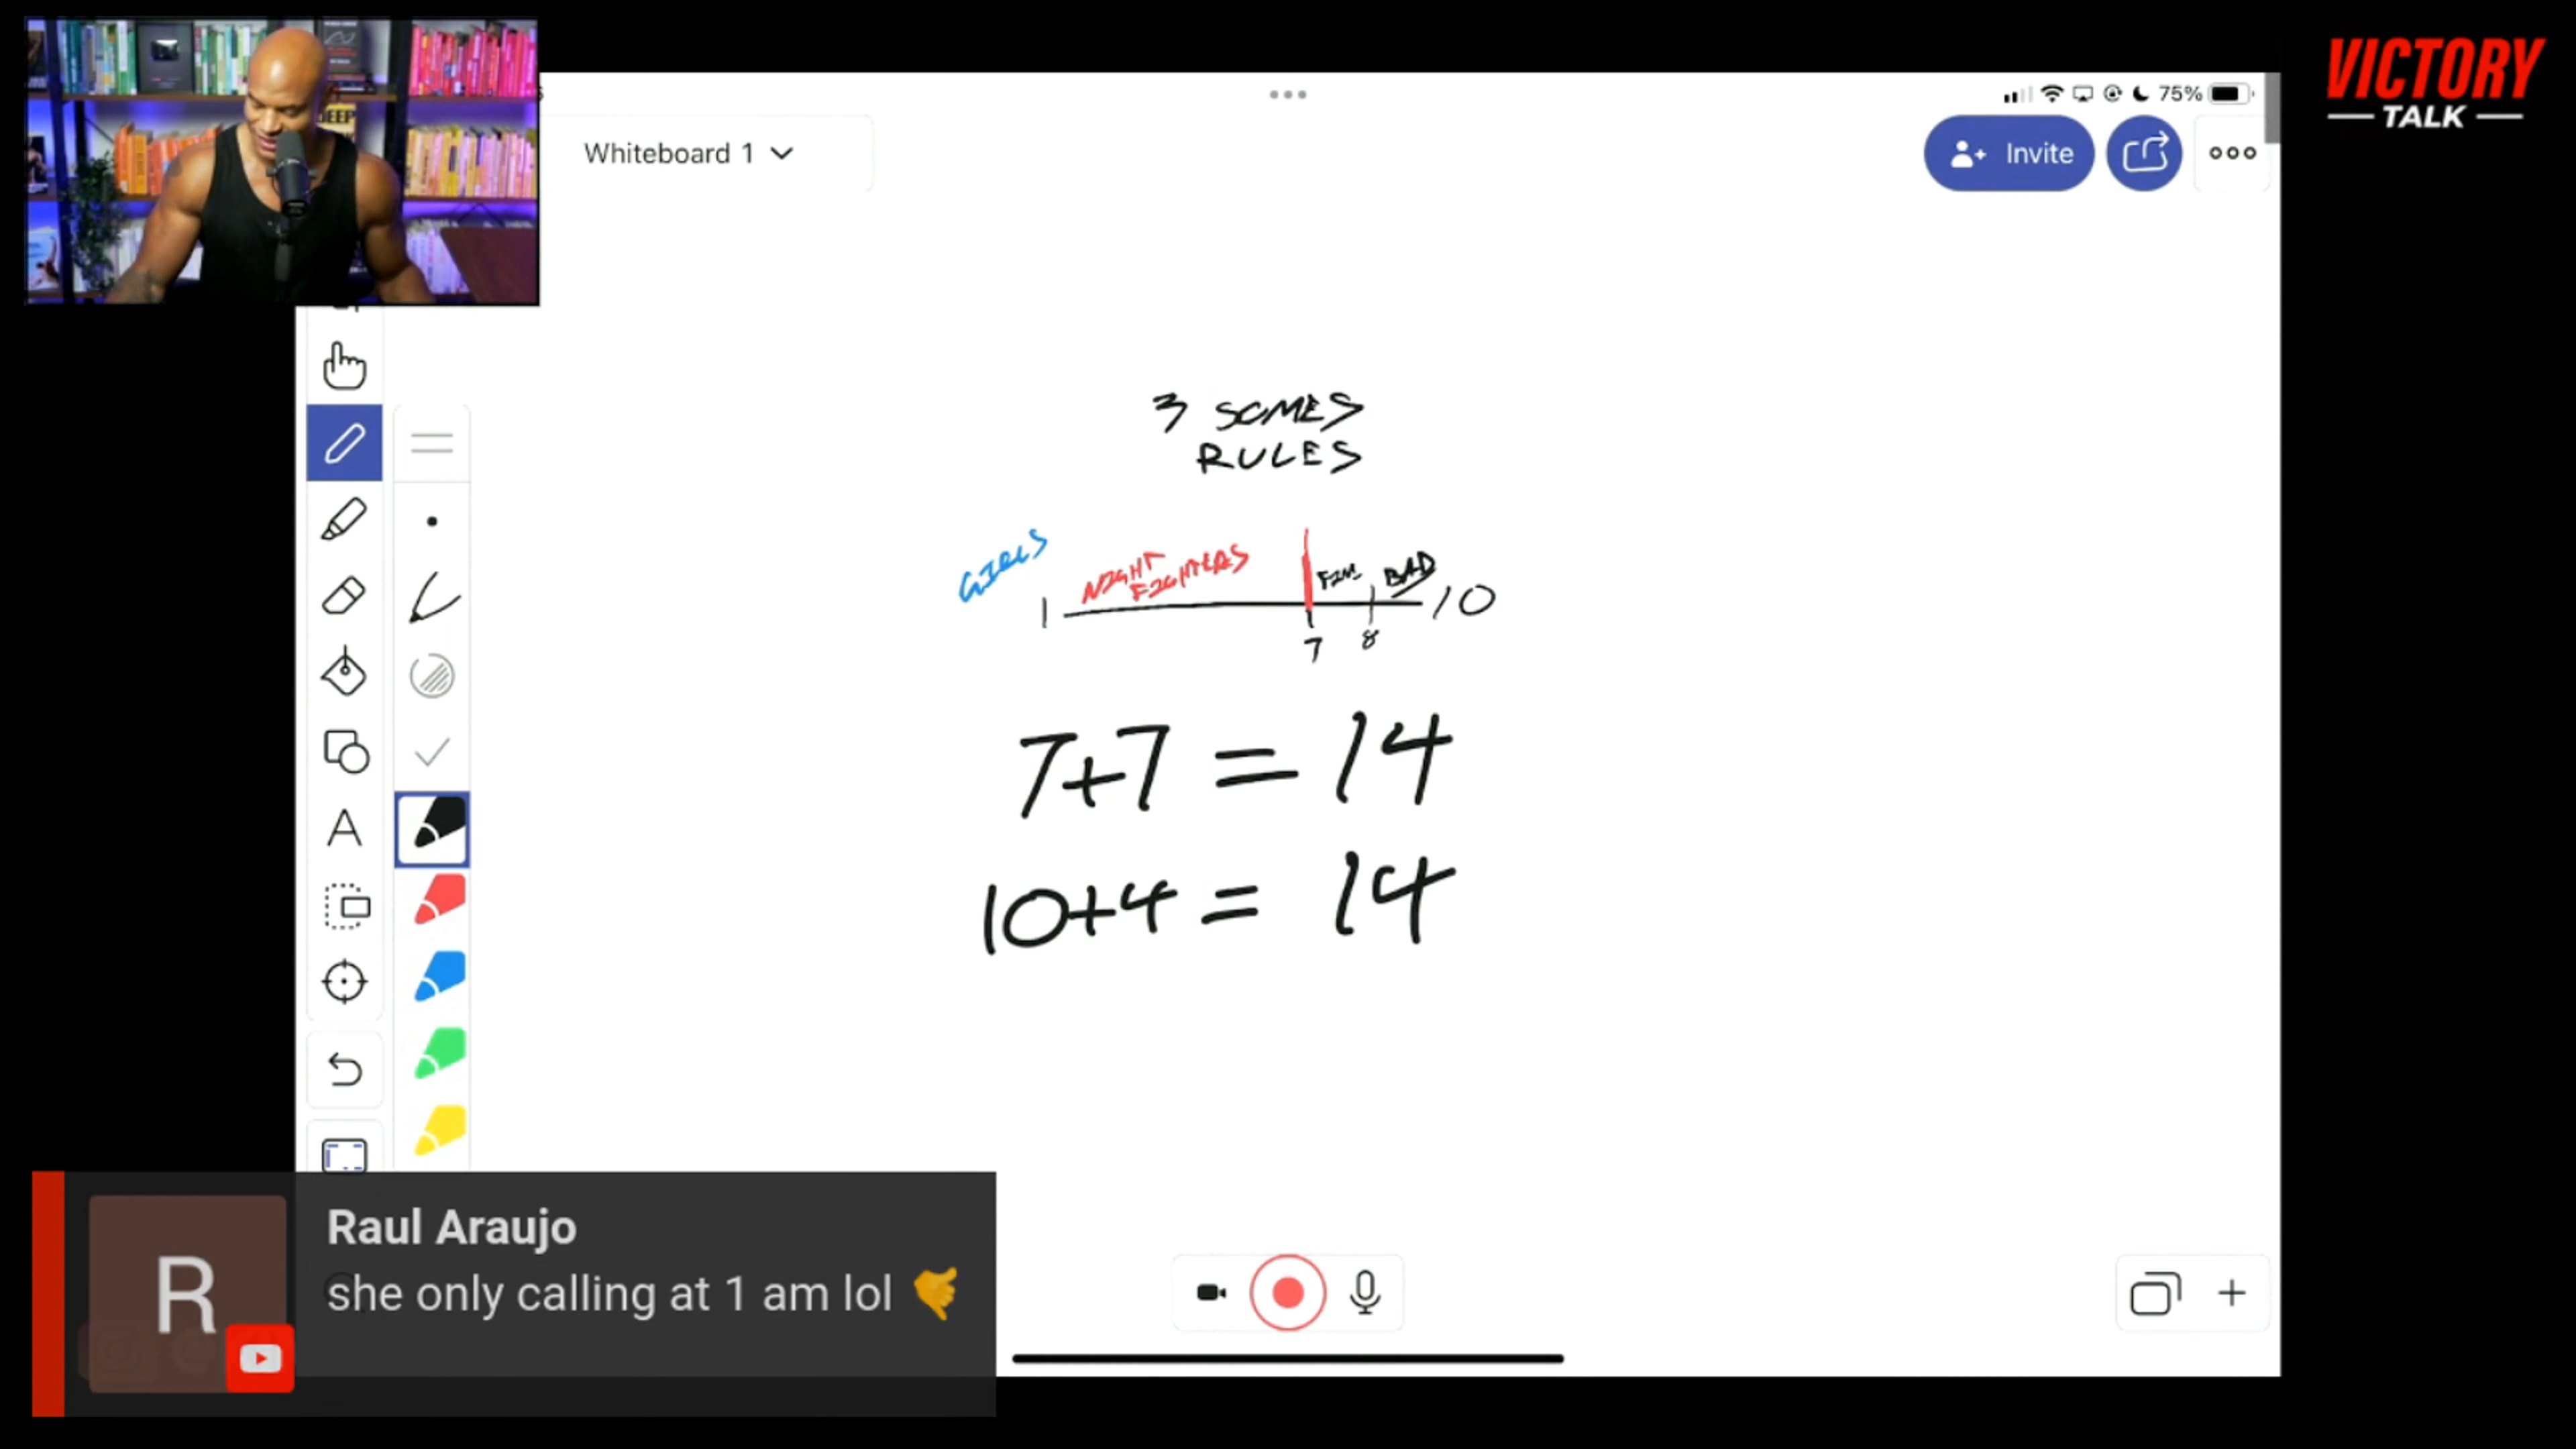 VICTORY
TALK
75%
Whiteboard 1
Invite
3 SOMES
RULES
GIRLS
NIGHT
FIGHTERS
BAD
1
10
7
8
7+7 = 14
10+4 = 14
A
Raul Araujo
R
she only calling at 1 am lol 🤙